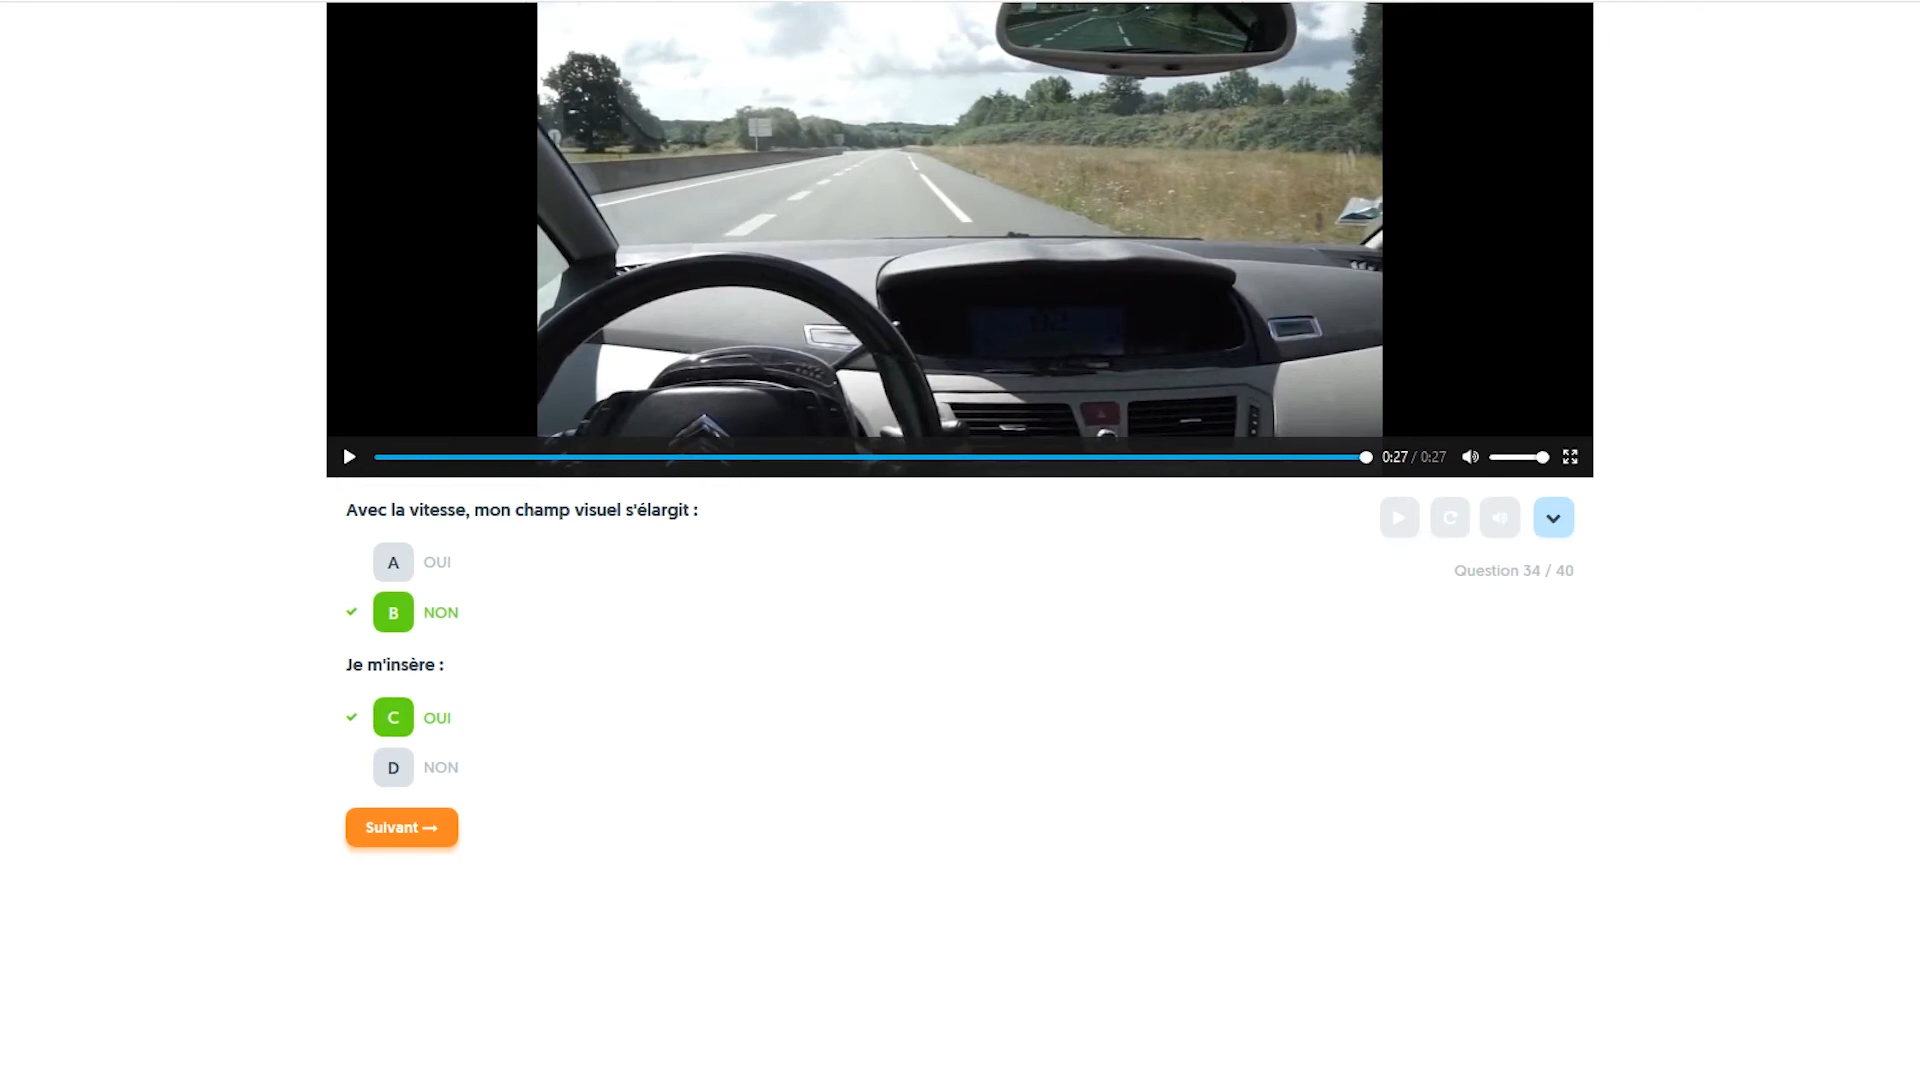 0:27 / 0:27
Avec la vitesse, mon champ visuel s'élargit :
A OUI
B NON
Question 34 / 40
Je m'insère :
C OUI
D NON
Suivant →